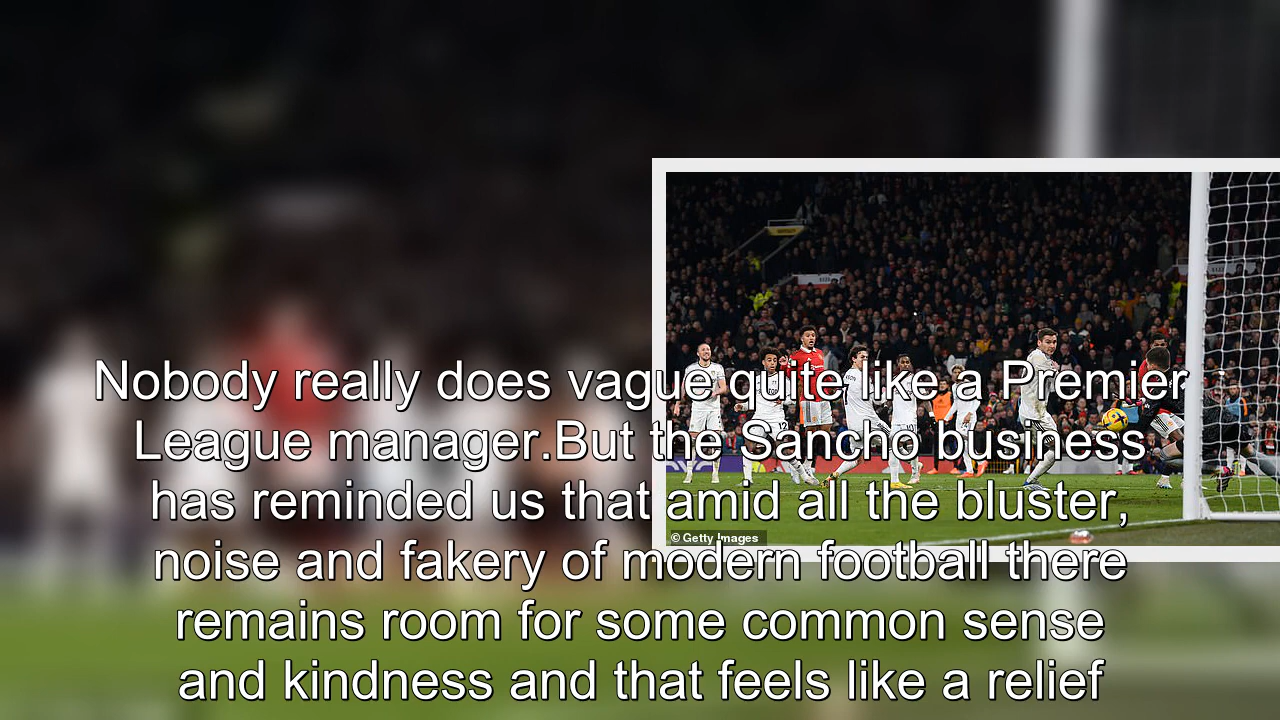 Nobody really does vague quite like a Premier
League manager.But the Sancho business
has reminded us that amid all the bluster,
© Getty Images
noise and fakery of modern football there
remains room for some common sense
and kindness and that feels like a relief